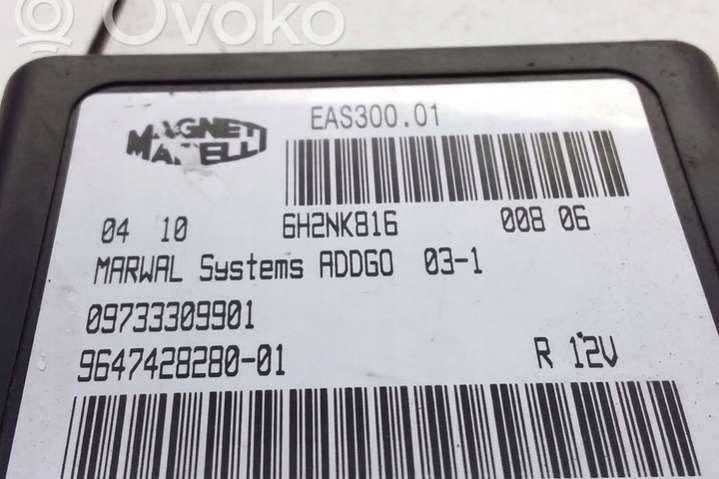 Ovoko
MAGNETI
MARELLI
EAS300.01
04 10 6H2NK816 008 06
MARWAL Systems ADDGO 03-1
09733309901
9647428280-01 R 12V